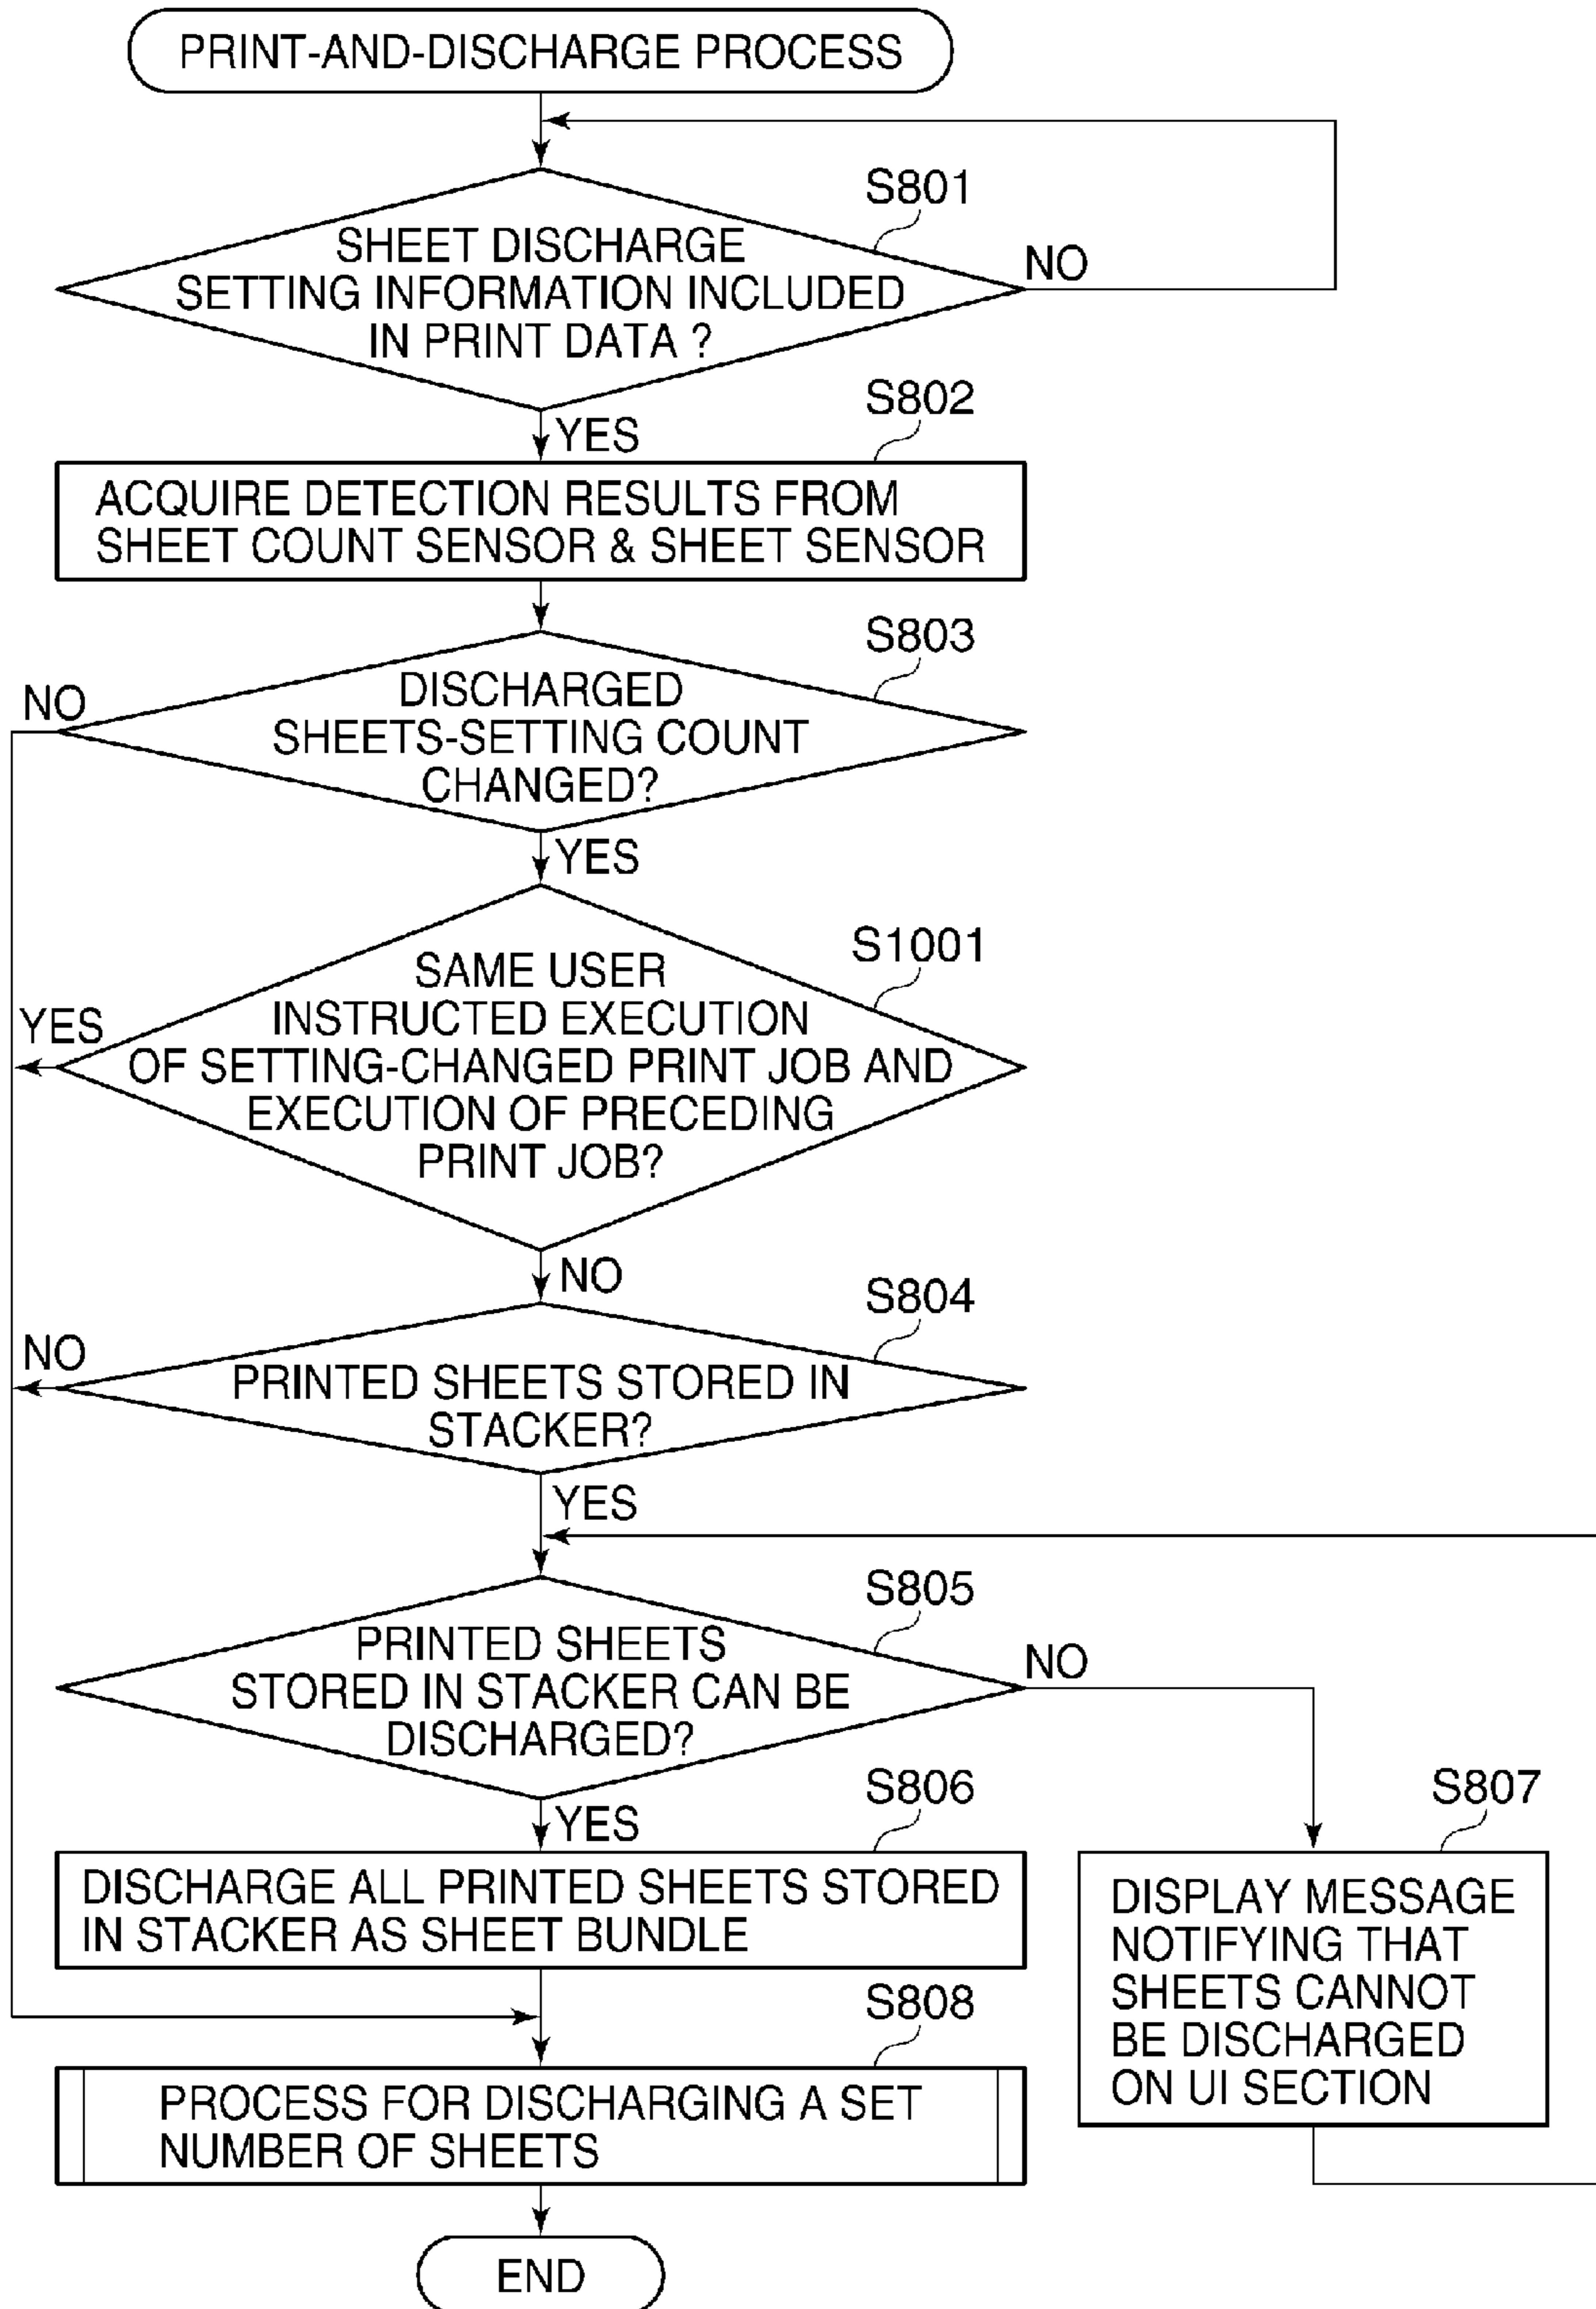 PRINT-AND-DISCHARGE PROCESS
S801
SHEET DISCHARGE
SETTING INFORMATION INCLUDED
IN PRINT DATA ?
NO
YES
S802
ACQUIRE DETECTION RESULTS FROM
SHEET COUNT SENSOR & SHEET SENSOR
S803
NO
DISCHARGED
SHEETS-SETTING COUNT
CHANGED?
YES
S1001
YES
SAME USER
INSTRUCTED EXECUTION
OF SETTING-CHANGED PRINT JOB AND
EXECUTION OF PRECEDING
PRINT JOB?
NO
S804
NO
PRINTED SHEETS STORED IN
STACKER?
YES
S805
PRINTED SHEETS
STORED IN STACKER CAN BE
DISCHARGED?
NO
YES
S806
DISCHARGE ALL PRINTED SHEETS STORED
IN STACKER AS SHEET BUNDLE
S807
DISPLAY MESSAGE
NOTIFYING THAT
SHEETS CANNOT
BE DISCHARGED
ON UI SECTION
S808
PROCESS FOR DISCHARGING A SET
NUMBER OF SHEETS
END